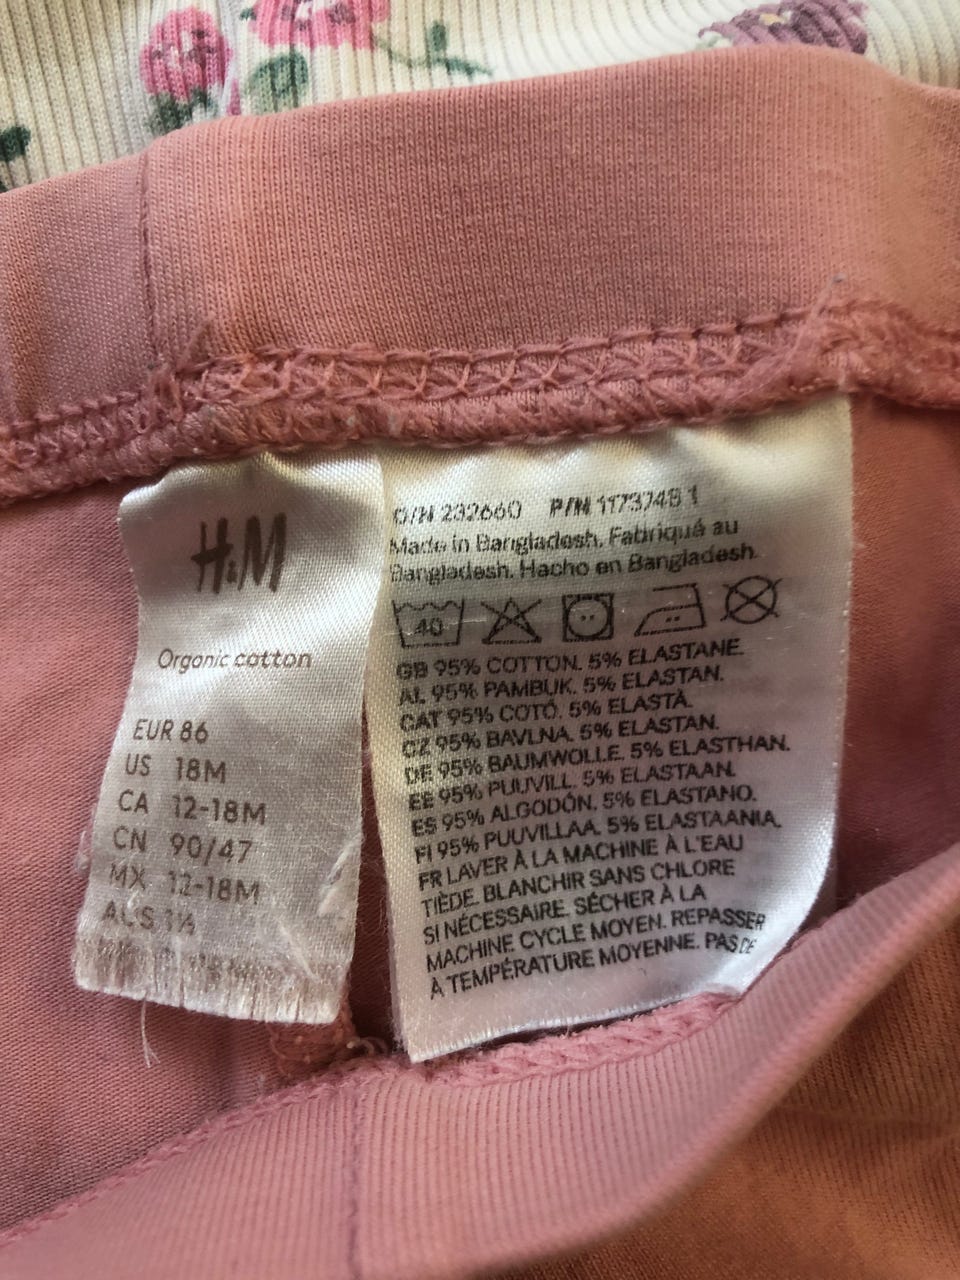 H&M
Organic cotton
EUR 86
US 18M
CA 12-18M
CN 90/47
MX 12-18M
AUS 1½
O/N 232660 P/N 1173748 1
Made in Bangladesh. Fabriqué au
Bangladesh. Hecho en Bangladesh.
40
GB 95% COTTON. 5% ELASTANE.
AL 95% PAMBUK. 5% ELASTAN.
CAT 95% COTÓ. 5% ELASTÀ.
CZ 95% BAVLNA. 5% ELASTAN.
DE 95% BAUMWOLLE. 5% ELASTHAN.
EE 95% PUUVILL. 5% ELASTAAN.
ES 95% ALGODÓN. 5% ELASTANO.
FI 95% PUUVILLAA. 5% ELASTAANIA.
FR LAVER À LA MACHINE À L'EAU
TIÈDE. BLANCHIR SANS CHLORE
SI NÉCESSAIRE. SÉCHER À LA
MACHINE CYCLE MOYEN. REPASSER
À TEMPÉRATURE MOYENNE. PAS DE